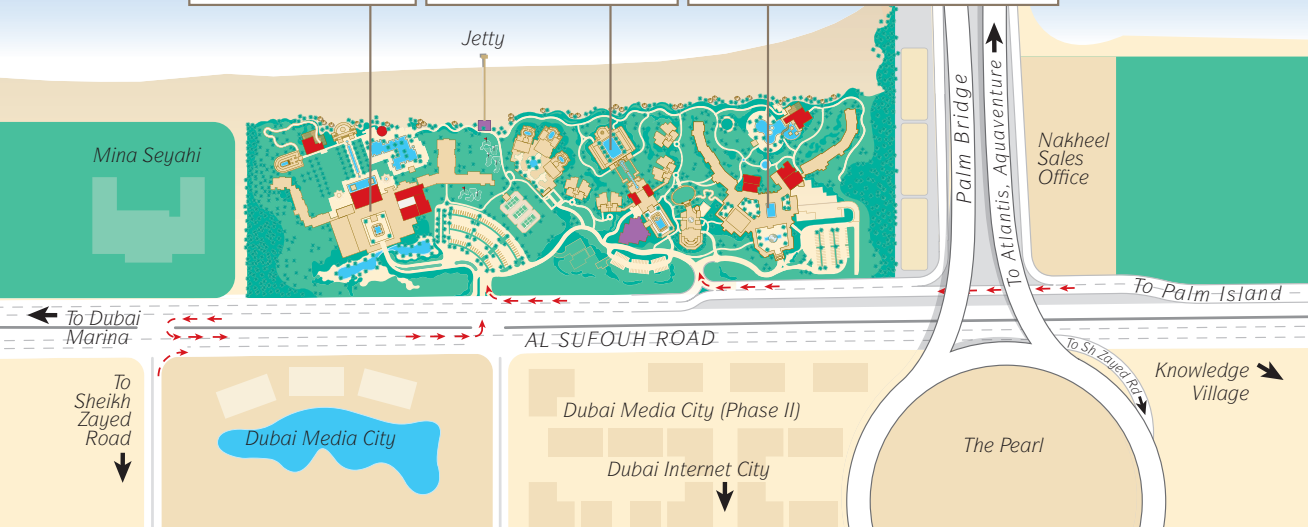 Jetty
Mina Seyahi
Palm Bridge
To Atlantis, Aquaventure
Nakheel
Sales
Office
To Palm Island
To Dubai
Marina
AL SUFOUH ROAD
To Sh Zayed Rd
To
Sheikh
Zayed
Road
Dubai Media City
Dubai Media City (Phase II)
Dubai Internet City
The Pearl
Knowledge
Village